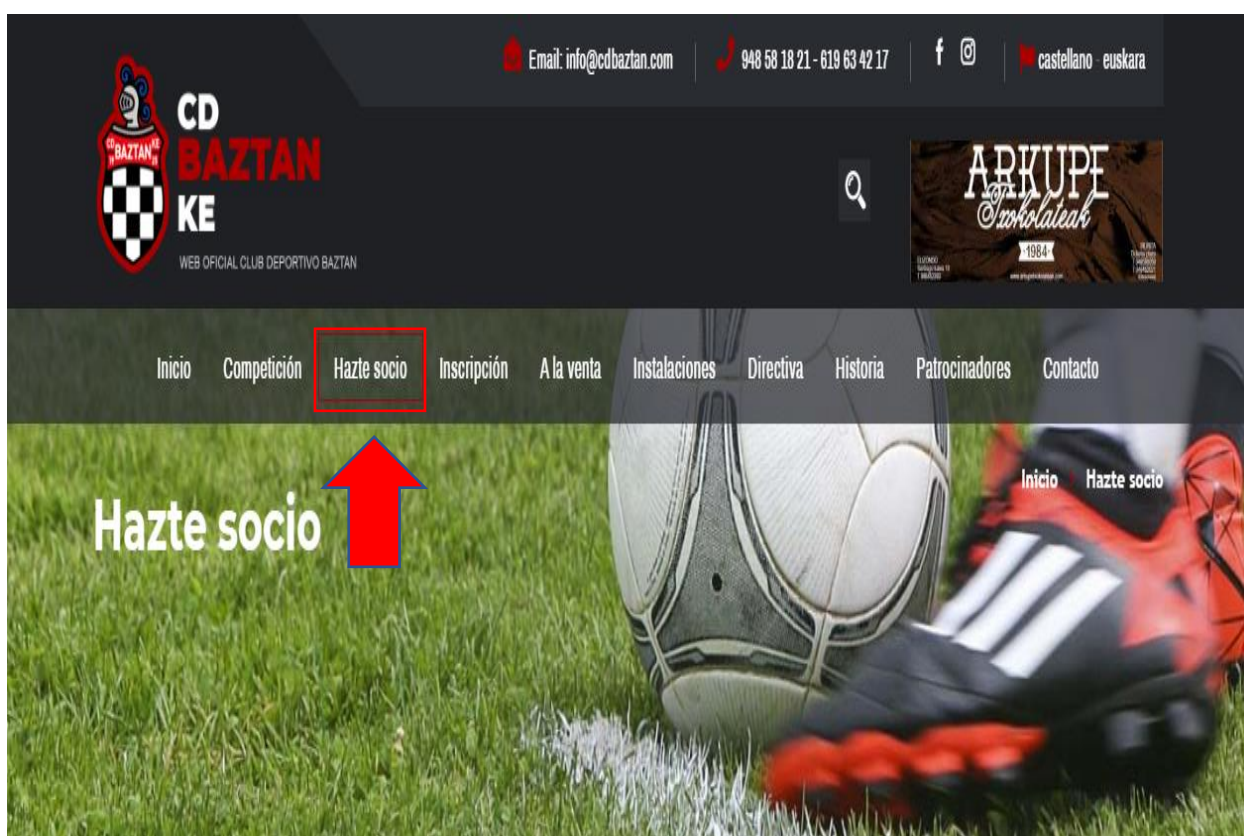 Email: info@cdbaztan.com
948 58 18 21 - 619 63 42 17
castellano - euskara
CD
BAZTAN
KE
CD BAZTAN KE
WEB OFICIAL CLUB DEPORTIVO BAZTAN
ARKUPE
Txokolateak
·1984·
ELIZONDO
Inicio Competición Hazte socio Inscripción A la venta Instalaciones Directiva Historia Patrocinadores Contacto
Inicio Hazte socio
Hazte socio